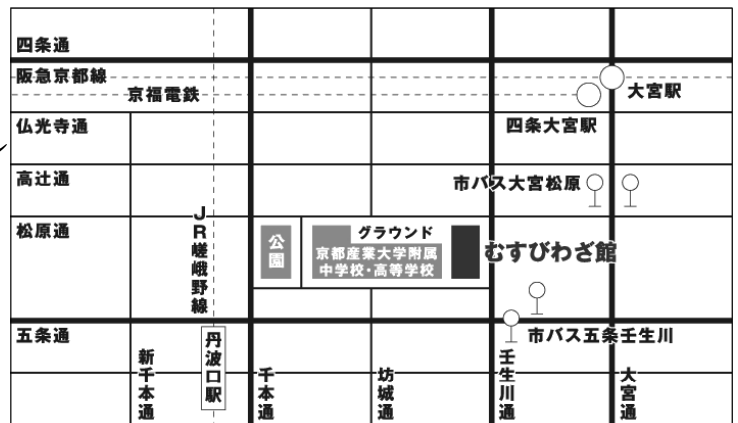 四条通
阪急京都線
京福電鉄
大宮駅
仏光寺通
四条大宮駅
高辻通
市バス大宮松原
松原通
JR嵯峨野線
公園
グラウンド
京都産業大学附属
中学校・高等学校
むすびわざ館
五条通
市バス五条壬生川
新千本通
丹波口駅
千本通
坊城通
壬生川通
大宮通